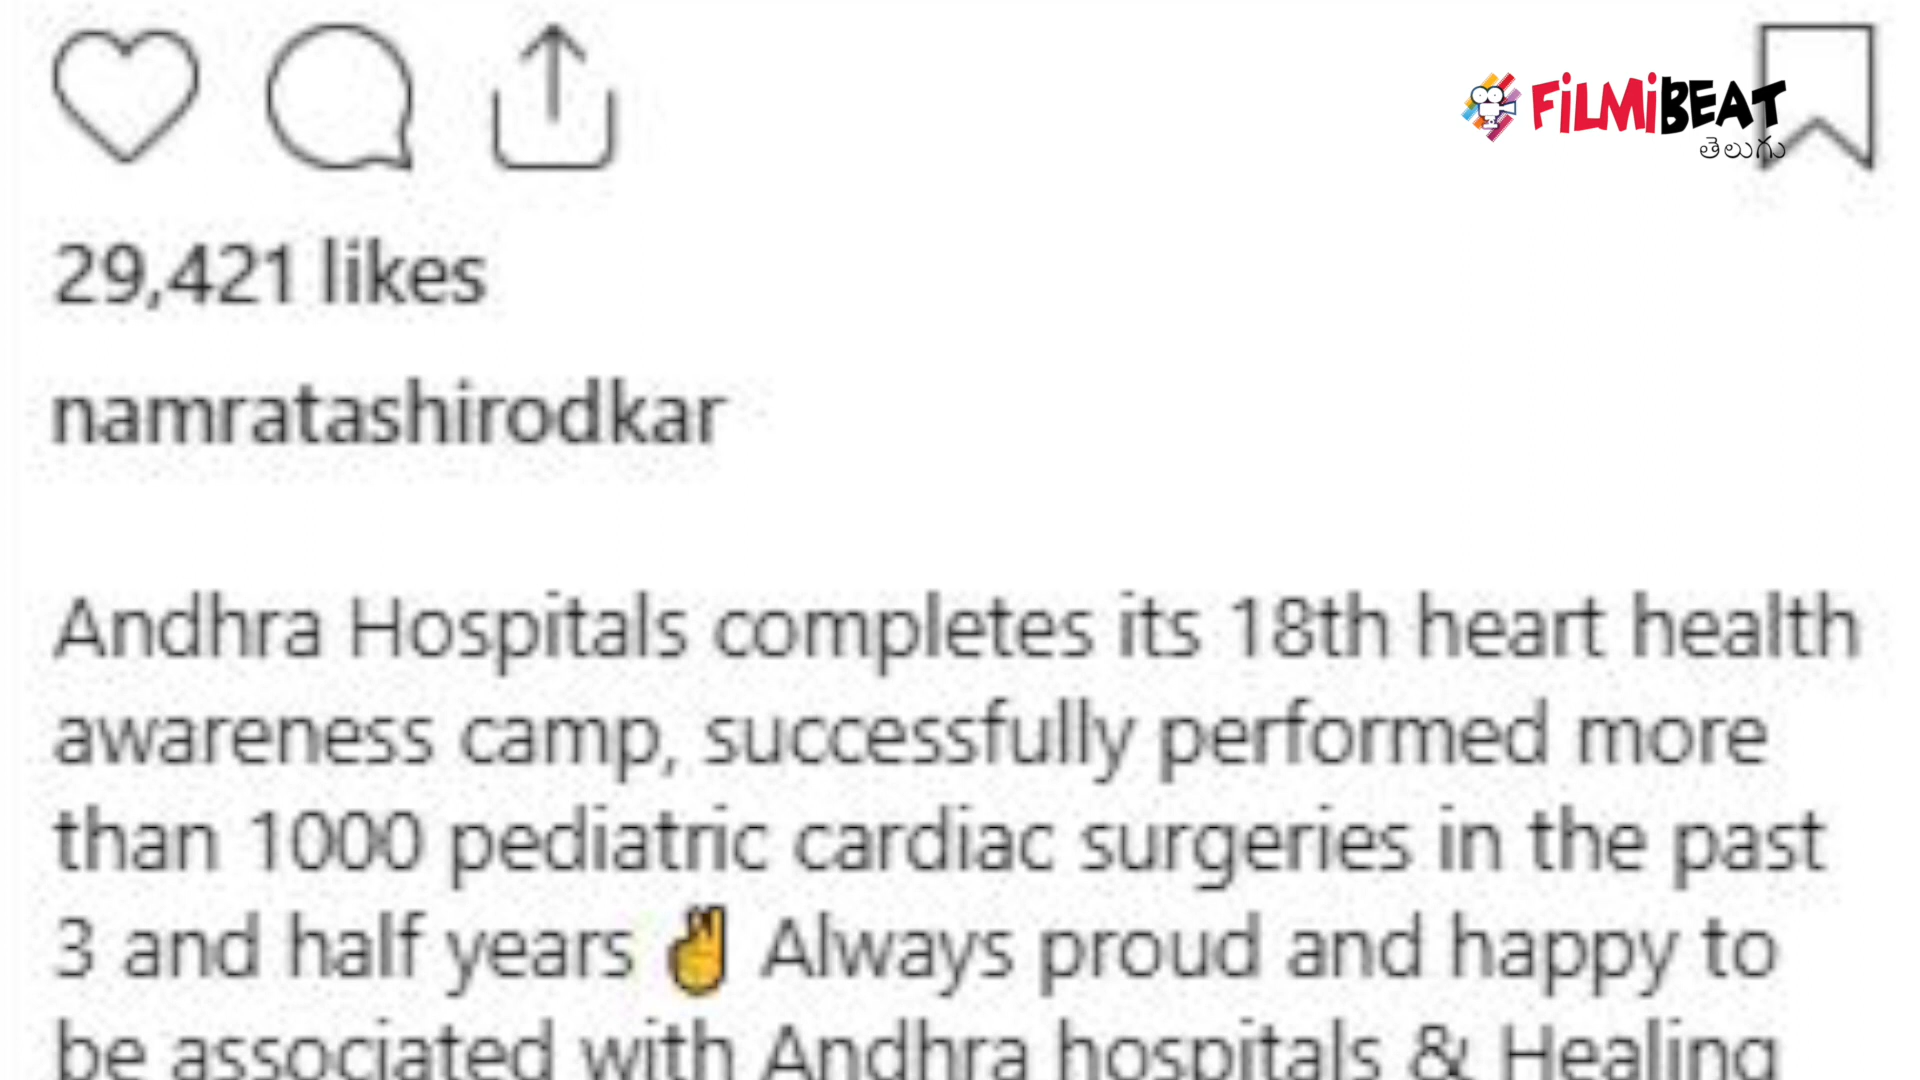 FiLMiBEAT
తెలుగు
29,421 likes
namratashirodkar
Andhra Hospitals completes its 18th heart health
awareness camp, successfully performed more
than 1000 pediatric cardiac surgeries in the past
3 and half years ✌ Always proud and happy to
be associated with Andhra hospitals & Healing